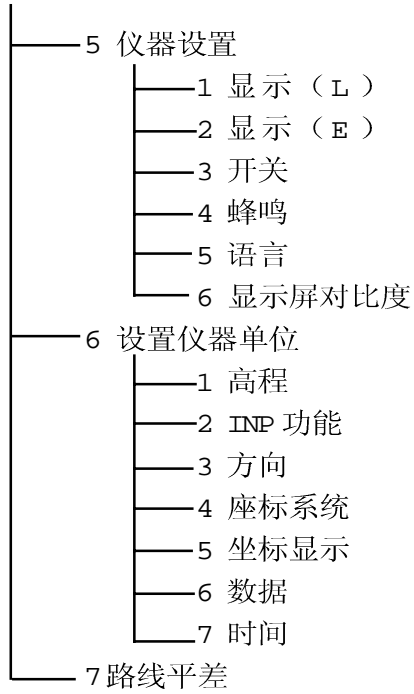 5 仪器设置
1 显示（L）
2 显示（E）
3 开关
4 蜂鸣
5 语言
6 显示屏对比度
6 设置仪器单位
1 高程
2 INP 功能
3 方向
4 座标系统
5 坐标显示
6 数据
7 时间
7 路线平差